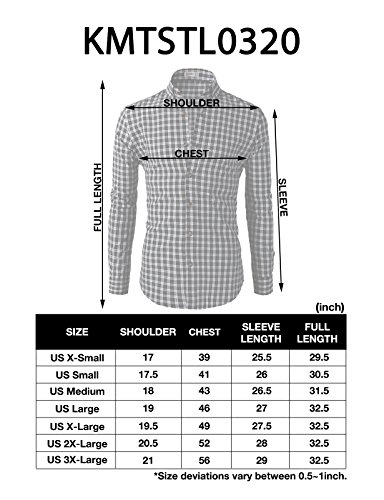 KMTSTL0320
SHOULDER
CHEST
FULL LENGTH
SLEEVE
(inch)
SIZE SHOULDER CHEST SLEEVE LENGTH FULL LENGTH
US X-Small 17 39 25.5 29.5
US Small 17.5 41 26 30.5
US Medium 18 43 26.5 31.5
US Large 19 46 27 32.5
US X-Large 19.5 49 27 32.5
US 2X-Large 20.5 52 28 32.5
US 3X-Large 21 56 29 32.5
*Size deviations vary between 0.5~1inch.